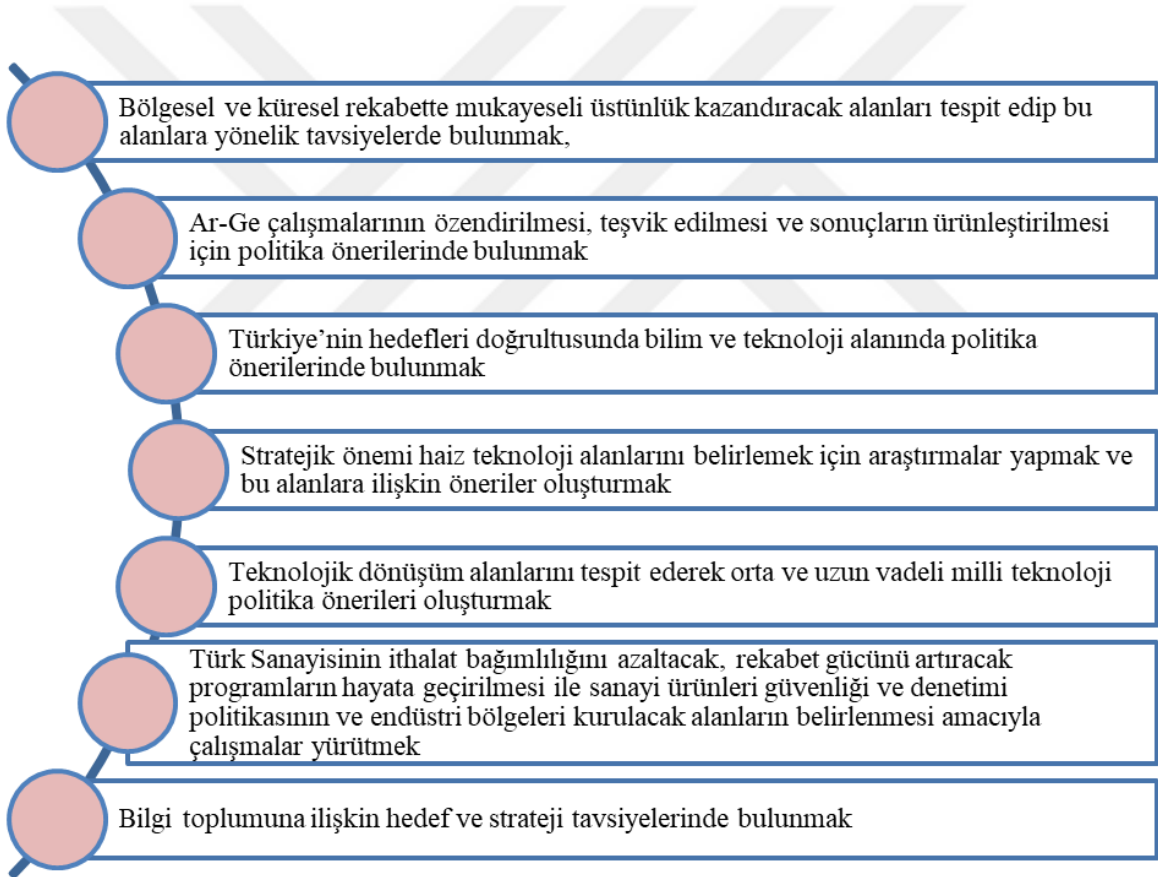 Bölgesel ve küresel rekabette mukayeseli üstünlük kazandıracak alanları tespit edip bu
alanlara yönelik tavsiyelerde bulunmak,
Ar-Ge çalışmalarının özendirilmesi, teşvik edilmesi ve sonuçların ürünleştirilmesi
için politika önerilerinde bulunmak
Türkiye’nin hedefleri doğrultusunda bilim ve teknoloji alanında politika
önerilerinde bulunmak
Stratejik önemi haiz teknoloji alanlarını belirlemek için araştırmalar yapmak ve
bu alanlara ilişkin öneriler oluşturmak
Teknolojik dönüşüm alanlarını tespit ederek orta ve uzun vadeli milli teknoloji
politika önerileri oluşturmak
Türk Sanayisinin ithalat bağımlılığını azaltacak, rekabet gücünü artıracak
programların hayata geçirilmesi ile sanayi ürünleri güvenliği ve denetimi
politikasının ve endüstri bölgeleri kurulacak alanların belirlenmesi amacıyla
çalışmalar yürütmek
Bilgi toplumuna ilişkin hedef ve strateji tavsiyelerinde bulunmak